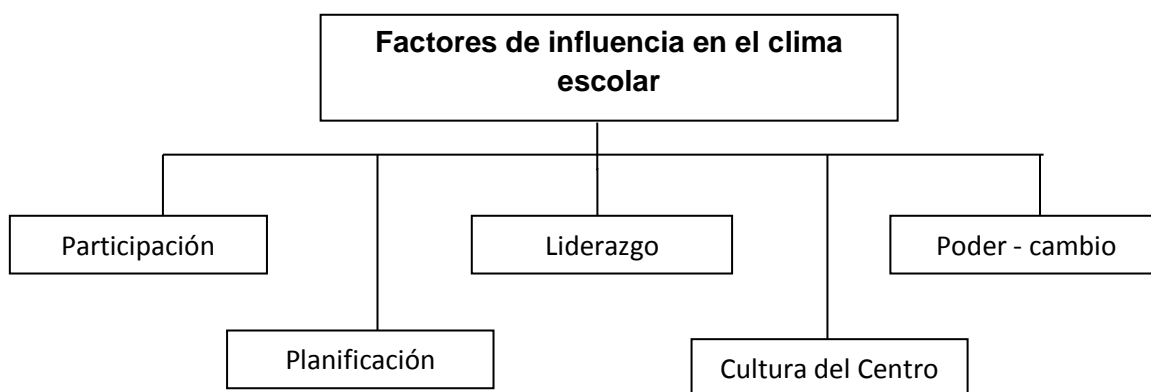 Factores de influencia en el clima
escolar
Participación
Liderazgo
Poder - cambio
Planificación
Cultura del Centro